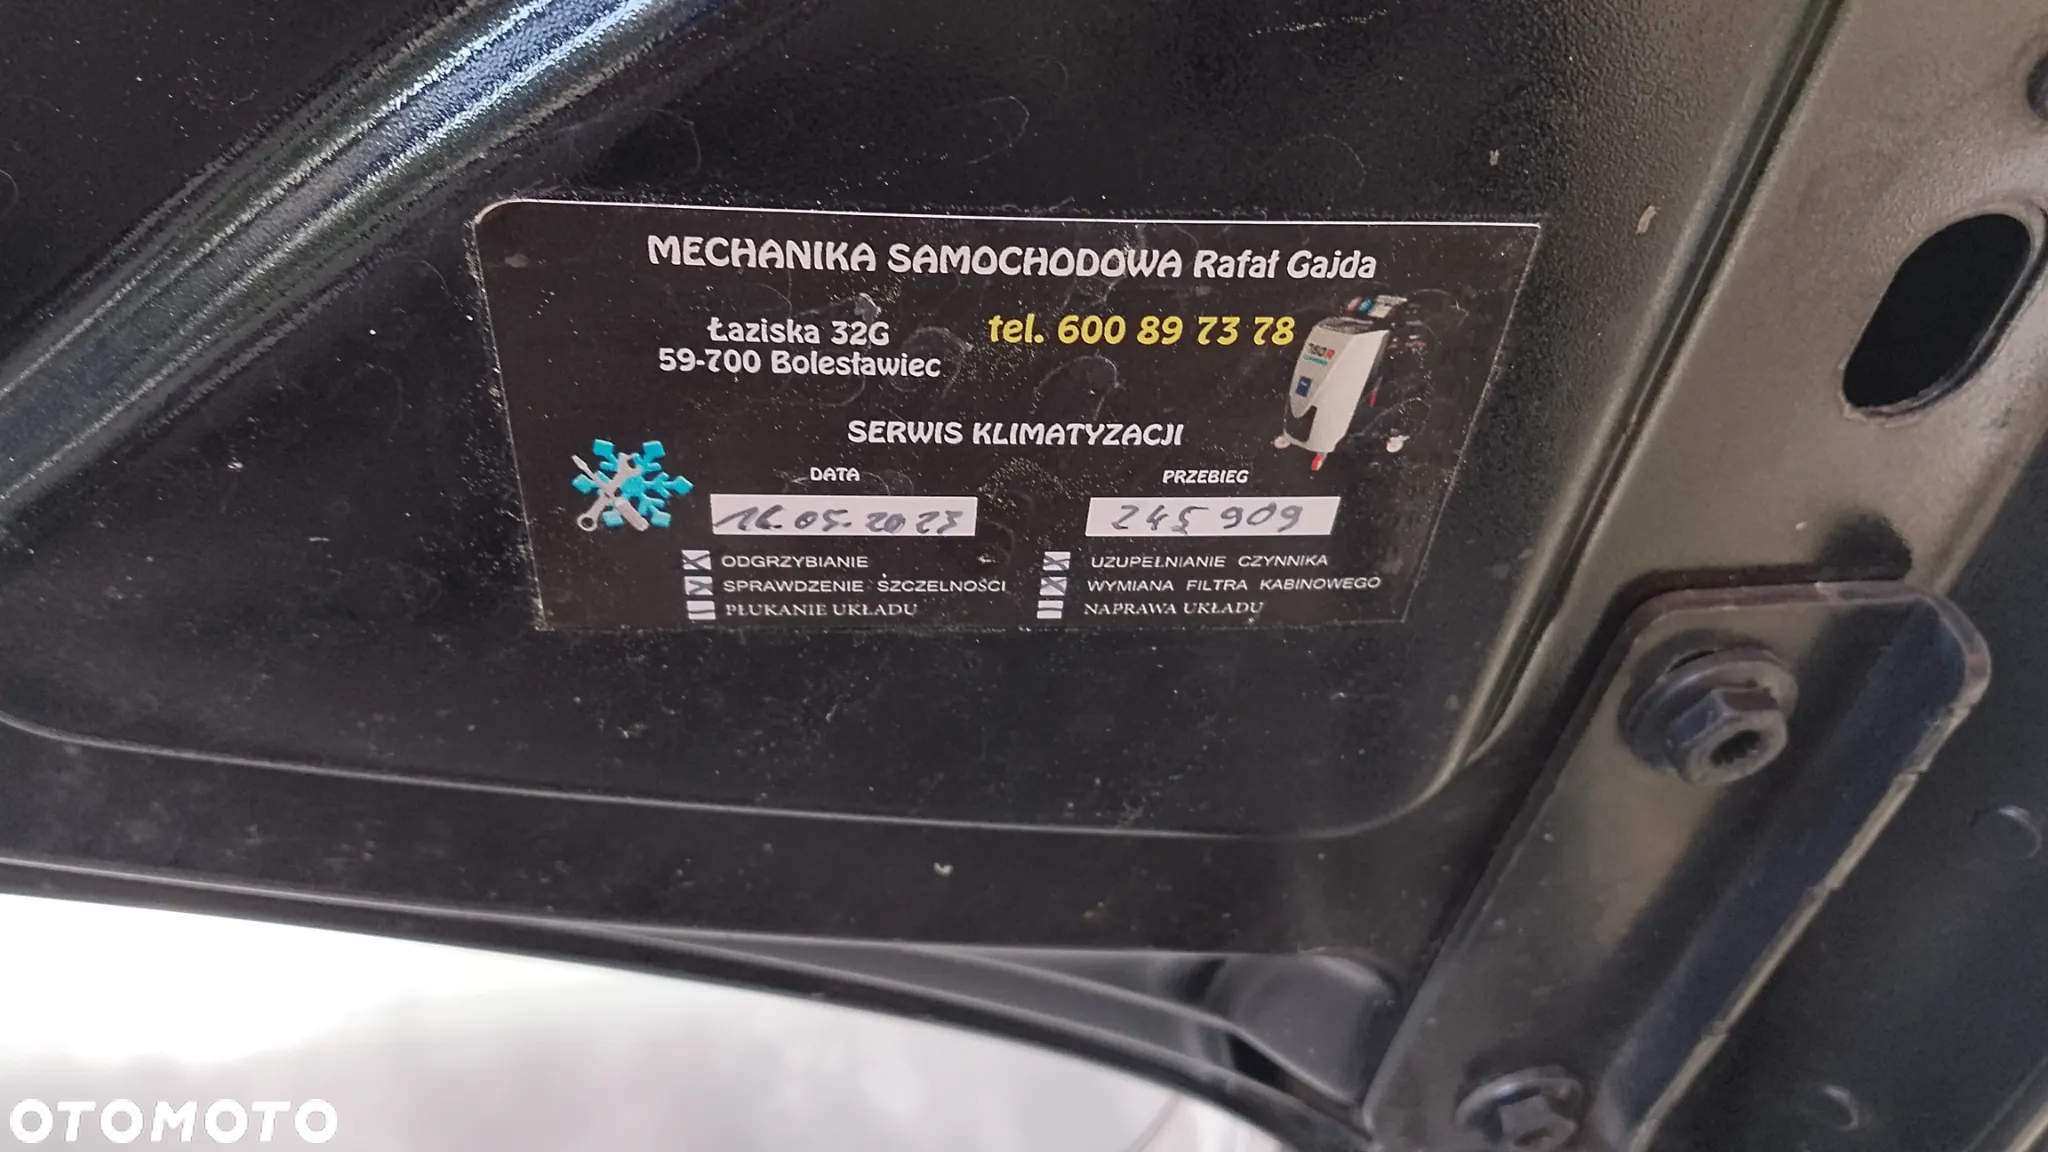 MECHANIKA SAMOCHODOWA Rafał Gajda
Łaziska 32G
59-700 Bolesławiec
tel. 600 89 73 78
760R
SERWIS KLIMATYZACJI
DATA
16.05.2023
PRZEBIEG
245 909
ODGRZYBIANIE
SPRAWDZENIE SZCZELNOŚCI
PŁUKANIE UKŁADU
UZUPEŁNIANIE CZYNNIKA
WYMIANA FILTRA KABINOWEGO
NAPRAWA UKŁADU
OTOMOTO